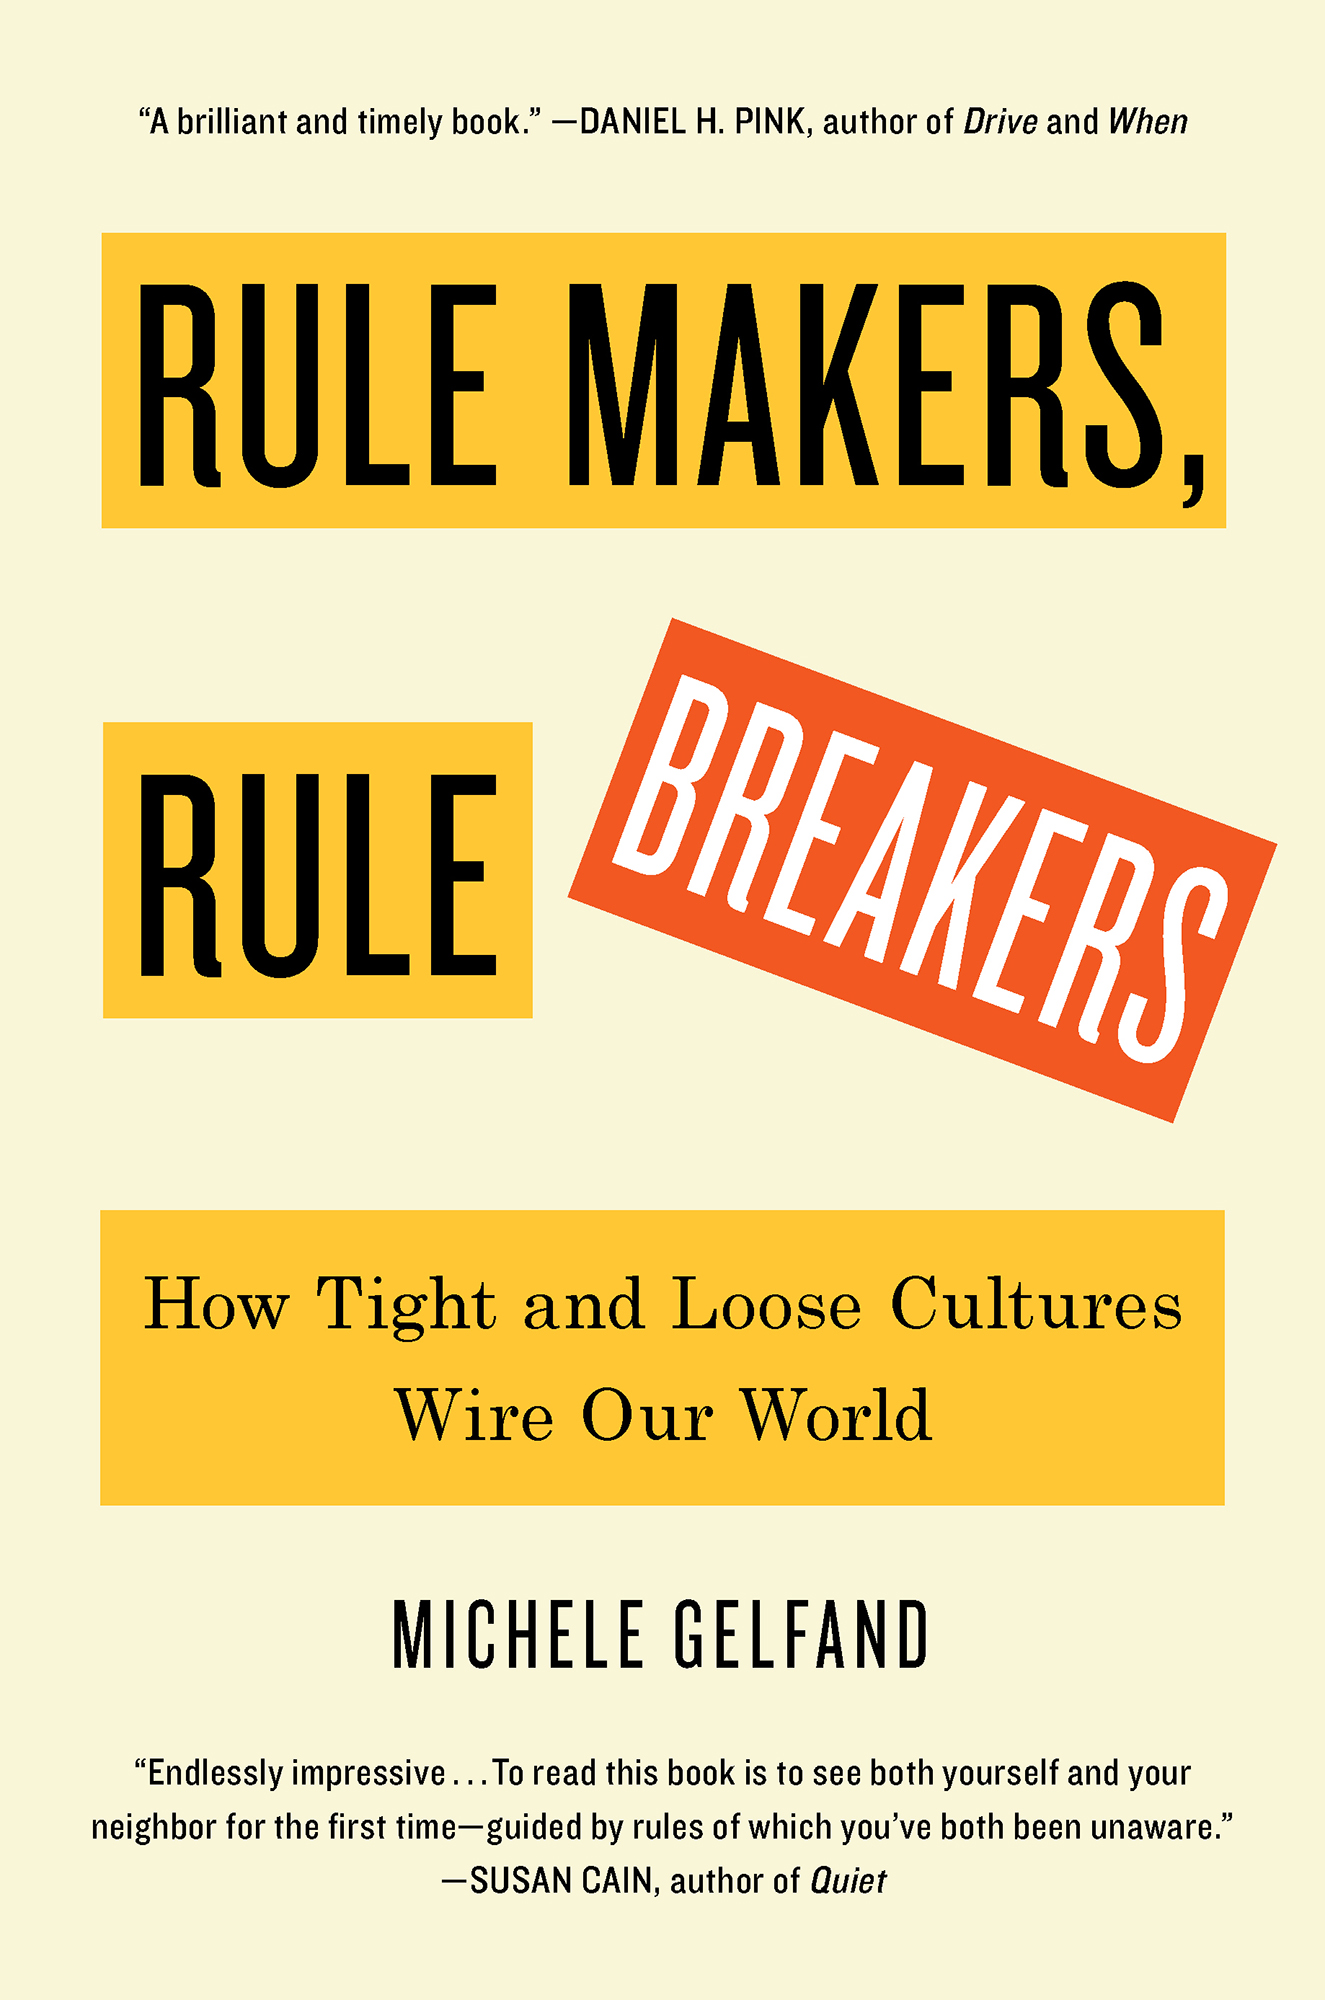 “A brilliant and timely book.” —DANIEL H. PINK, author of Drive and When
RULE MAKERS,
RULE BREAKERS
How Tight and Loose Cultures
Wire Our World
MICHELE GELFAND
“Endlessly impressive . . . To read this book is to see both yourself and your
neighbor for the first time—guided by rules of which you’ve both been unaware.”
—SUSAN CAIN, author of Quiet